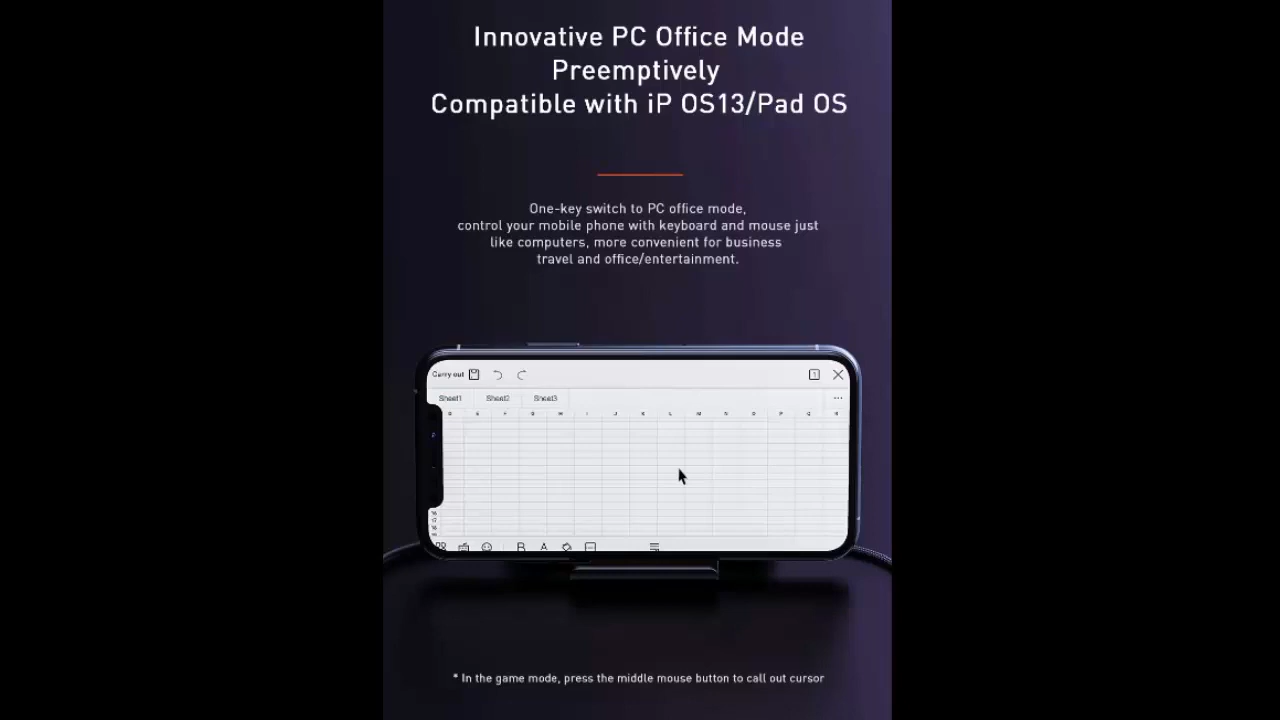 Innovative PC Office Mode
Preemptively
Compatible with iP OS13/Pad OS
One-key switch to PC office mode,
control your mobile phone with keyboard and mouse just
like computers, more convenient for business
travel and office/entertainment.
Carry out
1
Sheet1 Sheet2 Sheet3
D E F G H I J K L M N O P Q R
B A
* In the game mode, press the middle mouse button to call out cursor